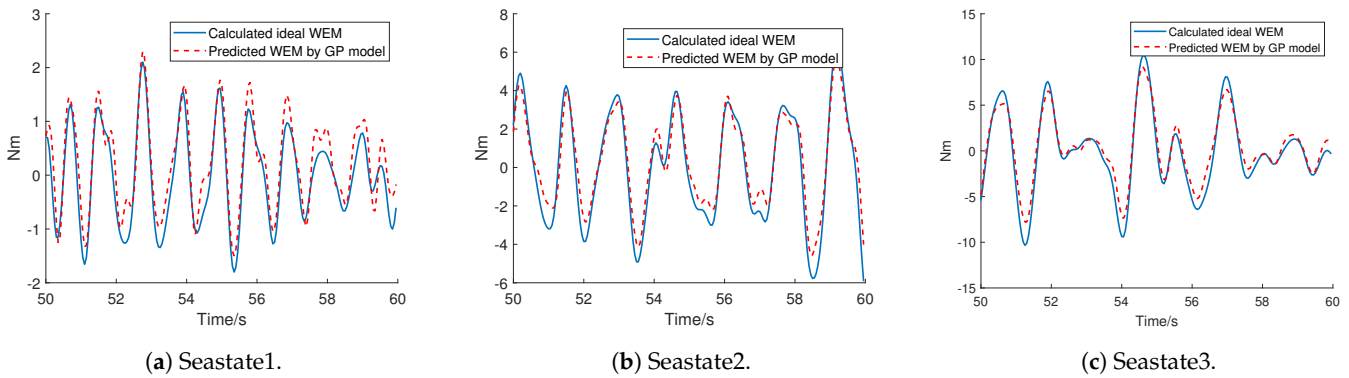 3
2
1
0
-1
-2
Nm
50
52
54
56
58
60
Time/s
Calculated ideal WEM
Predicted WEM by GP model
(a) Seastate1.
8
6
4
2
0
-2
-4
-6
Nm
50
52
54
56
58
60
Time/s
Calculated ideal WEM
Predicted WEM by GP model
(b) Seastate2.
15
10
5
0
-5
-10
-15
Nm
50
52
54
56
58
60
Time/s
Calculated ideal WEM
Predicted WEM by GP model
(c) Seastate3.